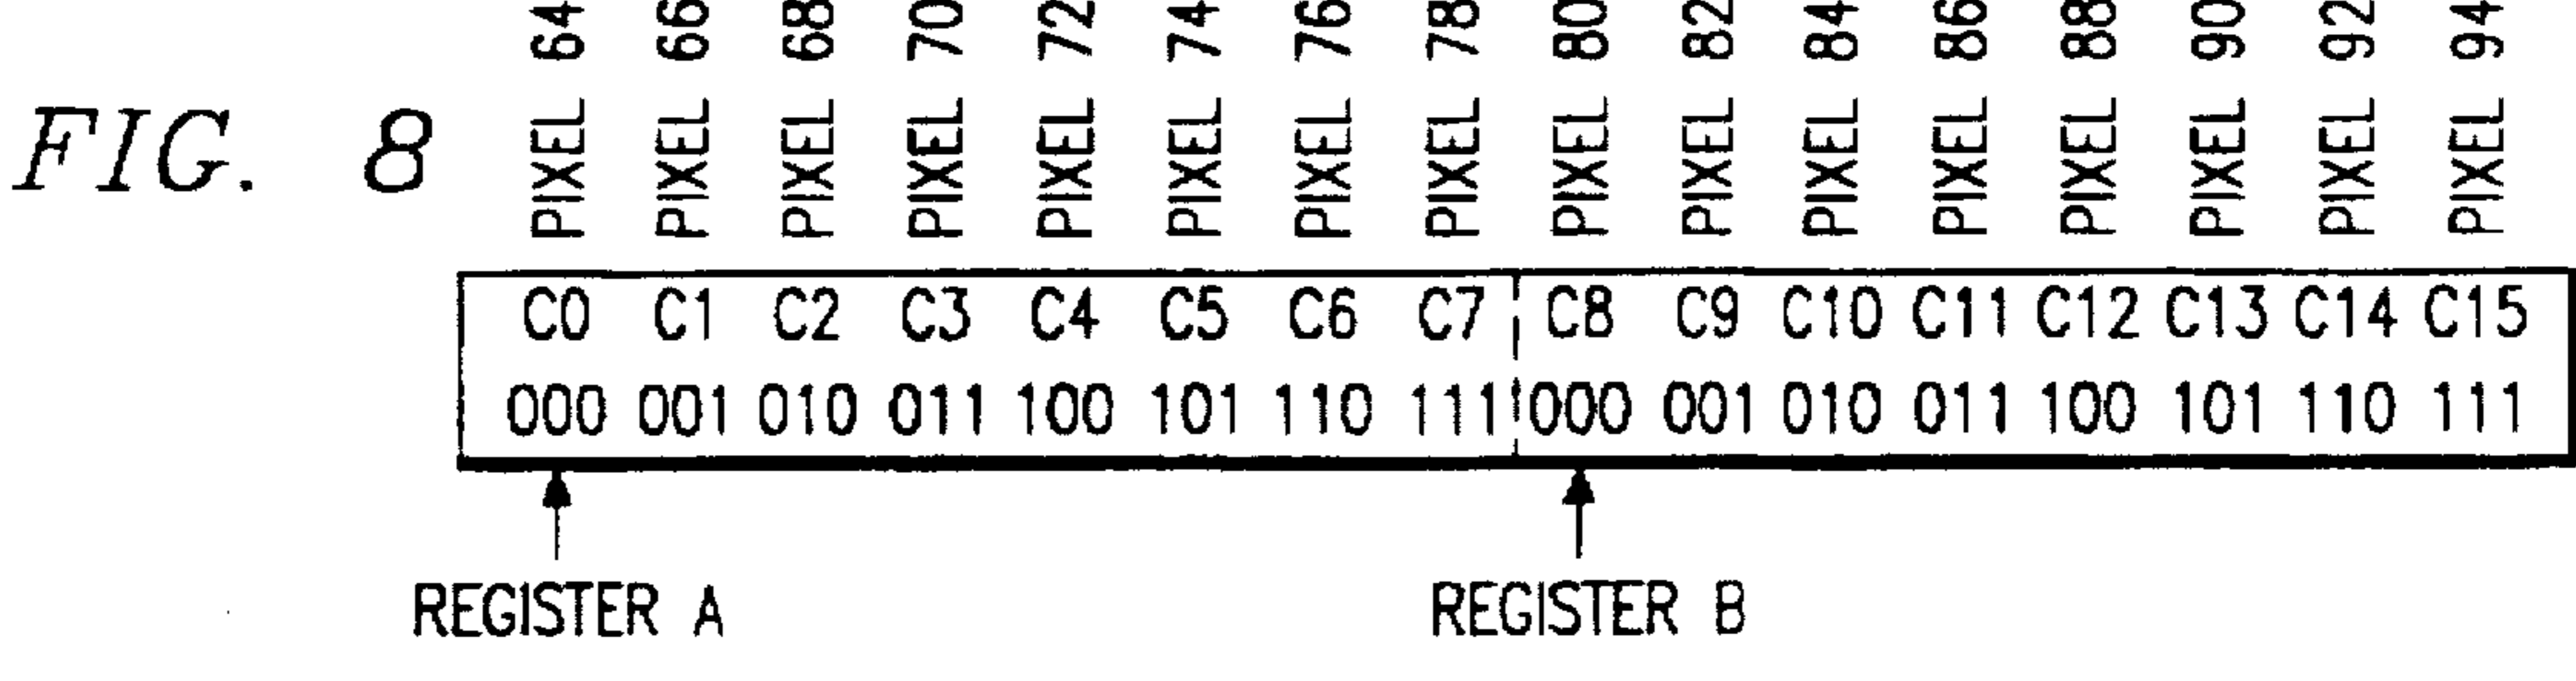 FIG. 8
PIXEL 64
PIXEL 66
PIXEL 68
PIXEL 70
PIXEL 72
PIXEL 74
PIXEL 76
PIXEL 78
PIXEL 80
PIXEL 82
PIXEL 84
PIXEL 86
PIXEL 88
PIXEL 90
PIXEL 92
PIXEL 94
C0 C1 C2 C3 C4 C5 C6 C7 C8 C9 C10 C11 C12 C13 C14 C15
000 001 010 011 100 101 110 111 000 001 010 011 100 101 110 111
REGISTER A REGISTER B